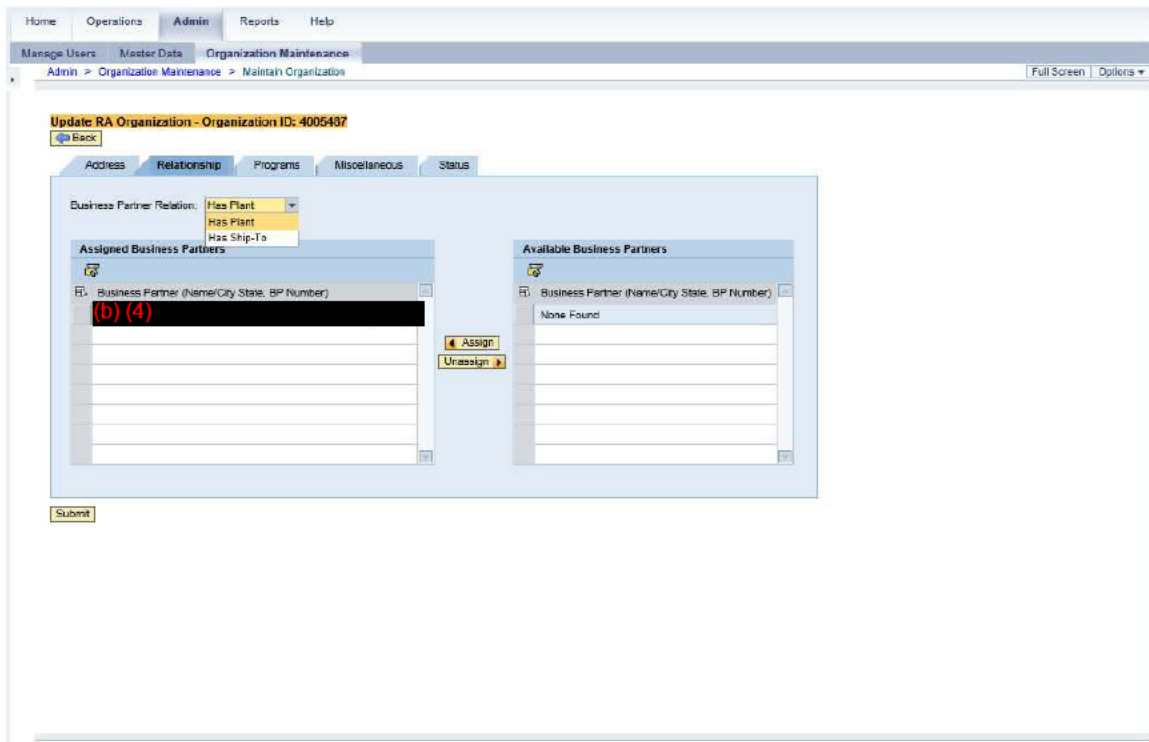 Home Operations Admin Reports Help
Manage Users Master Data Organization Maintenance
Admin > Organization Maintenance > Maintain Organization
Full Screen Options
Update RA Organization - Organization ID: 4005487
Back
Address Relationship Programs Miscellaneous Status
Business Partner Relation: Has Plant
Has Plant
Has Ship-To
Assigned Business Partners
Business Partner (Name/City State, BP Number)
(b) (4)
Assign
Unassign
Available Business Partners
Business Partner (Name/City State, BP Number)
None Found
Submit